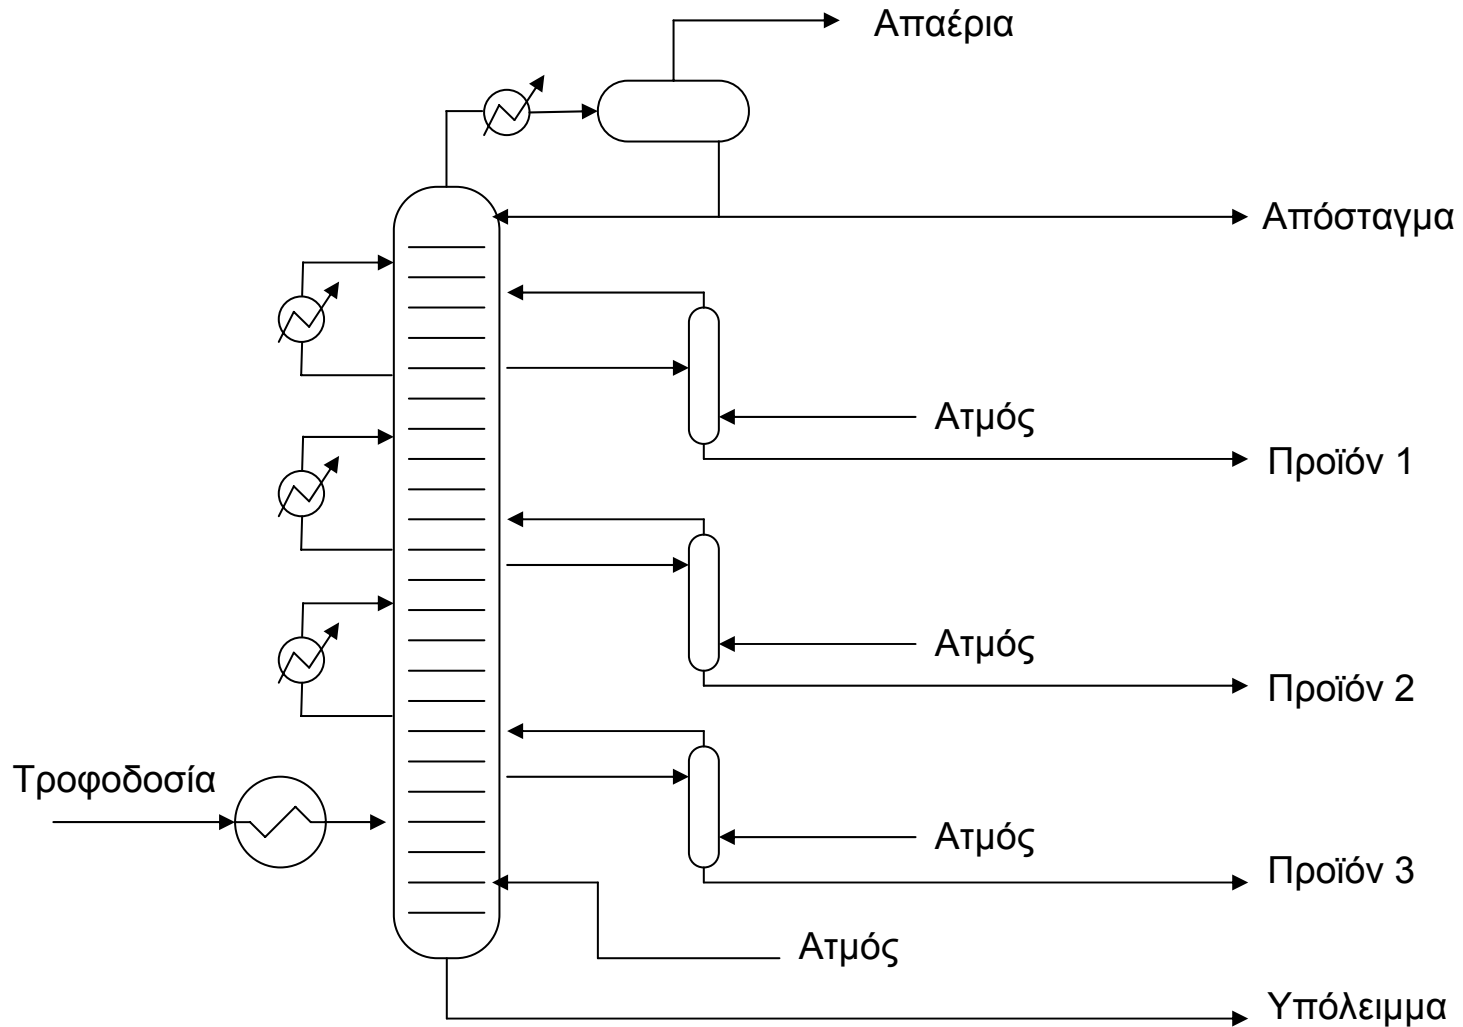 Απαέρια
Απόσταγμα
Ατμός
Προϊόν 1
Ατμός
Προϊόν 2
Τροφοδοσία
Ατμός
Προϊόν 3
Ατμός
Υπόλειμμα